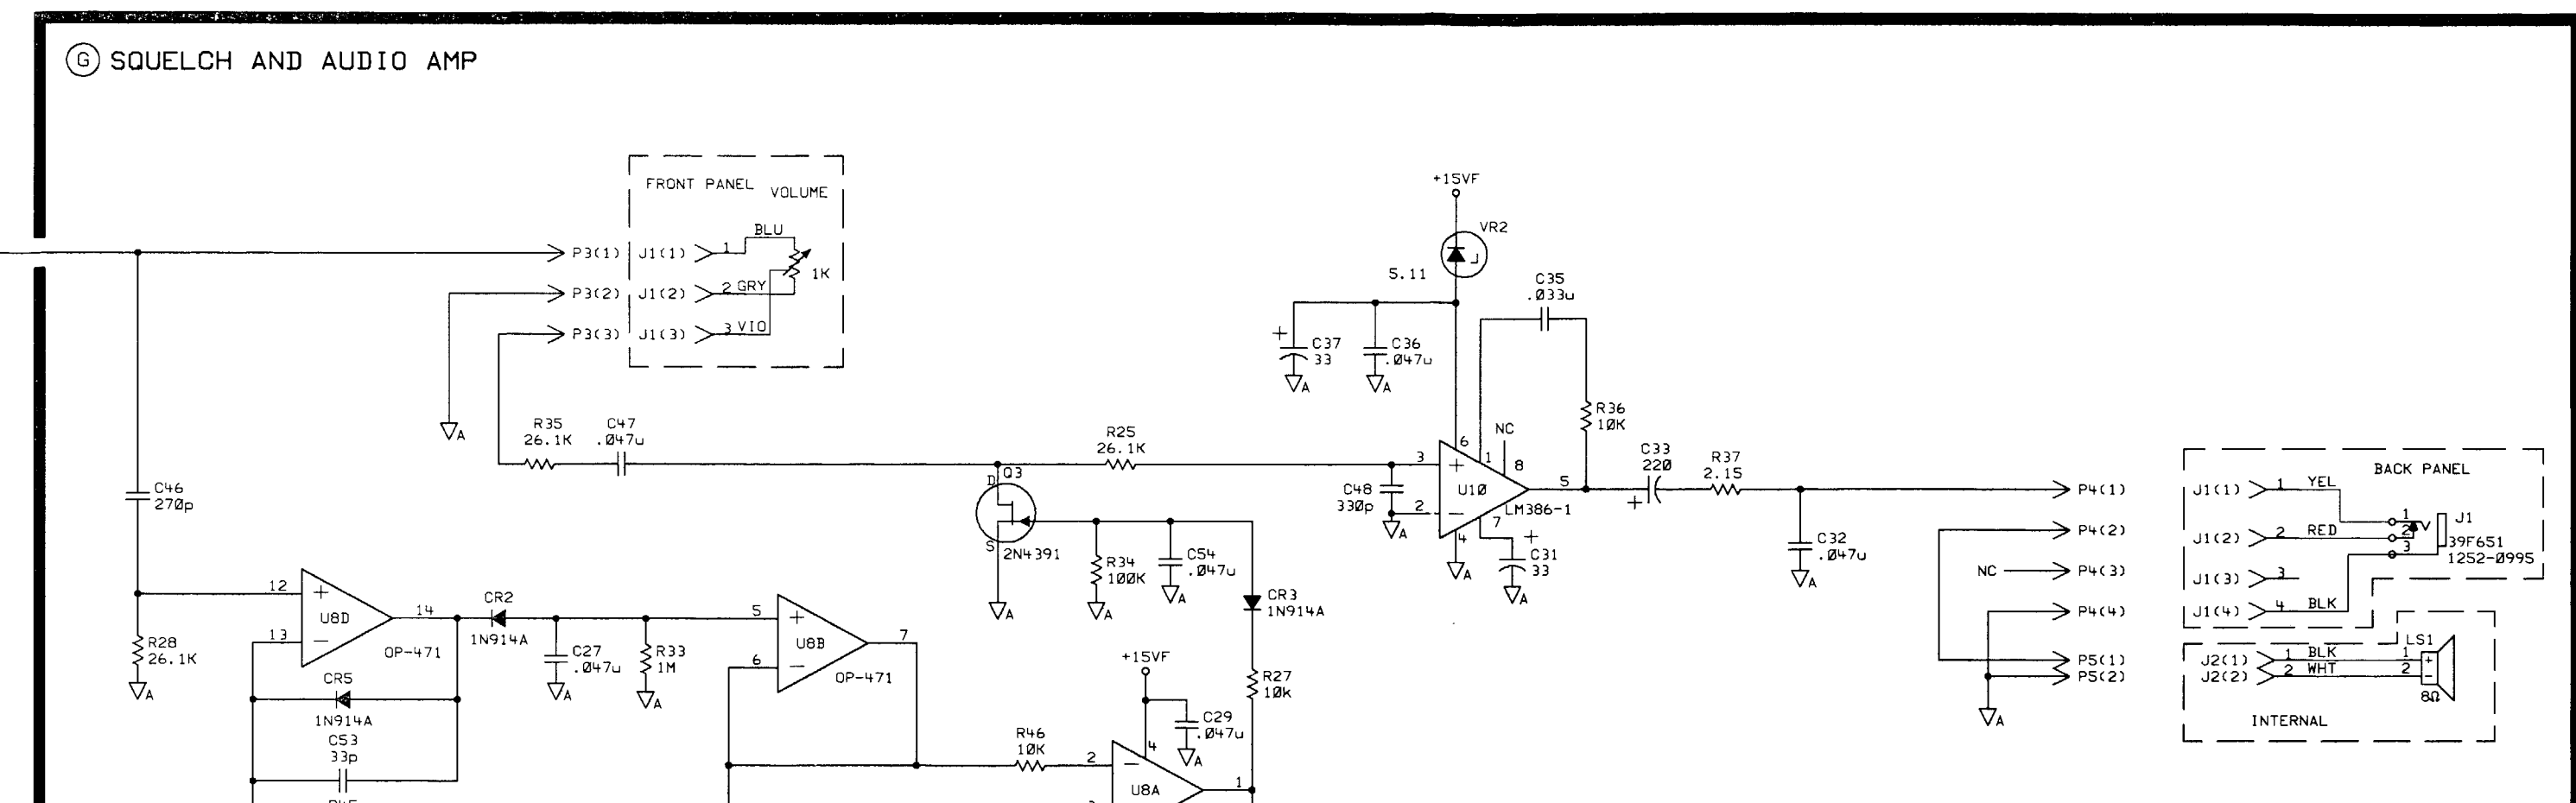 G SQUELCH AND AUDIO AMP
FRONT PANEL VOLUME
BLU
P3(1) J1(1) 1
1K
P3(2) J1(2) 2 GRY
P3(3) J1(3) 3 VIO
A
R35
26.1K
C47
.047u
R25
26.1K
+15VF
VR2
5.11
C35
.033u
+
C37
33
A
C36
.047u
A
R36
10K
NC
6
1
8
3
+
C48
330p
2
-
A
U10
LM386-1
5
7
4
A
+
C31
33
A
C33
220
+
R37
2.15
C32
.047u
A
D
Q3
S
2N4391
A
R34
100K
A
C54
.047u
A
CR3
1N914A
R27
10k
C46
270p
R28
26.1K
A
12
+
U8D
14
13
-
OP-471
CR2
1N914A
C27
.047u
A
R33
1M
A
5
+
U8B
7
6
-
OP-471
CR5
1N914A
C53
33p
+15VF
C29
.047u
A
4
R46
10K
2
-
U8A
1
P4(1)
P4(2)
NC
P4(3)
P4(4)
P5(1)
P5(2)
A
BACK PANEL
J1(1) 1 YEL
J1(2) 2 RED
J1(3) 3
J1(4) 4 BLK
1
2
3
J1
39F651
1252-0995
LS1
J2(1) 1 BLK 1 +
J2(2) 2 WHT 2 -
8Ω
INTERNAL